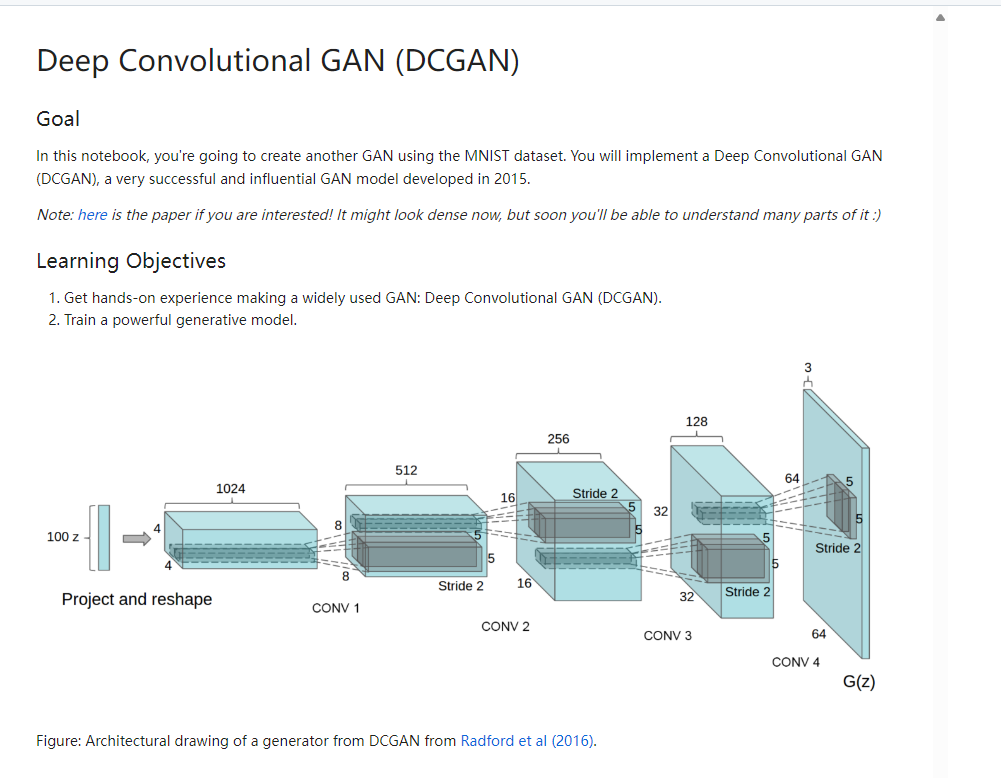 Deep Convolutional GAN (DCGAN)
Goal
In this notebook, you're going to create another GAN using the MNIST dataset. You will implement a Deep Convolutional GAN
(DCGAN), a very successful and influential GAN model developed in 2015.
Note: here is the paper if you are interested! It might look dense now, but soon you'll be able to understand many parts of it :)
Learning Objectives
1. Get hands-on experience making a widely used GAN: Deep Convolutional GAN (DCGAN).
2. Train a powerful generative model.
3
128
256
512
1024
100 z
4
4
Project and reshape
8
8
5
5
Stride 2
CONV 1
16
16
Stride 2
5
5
CONV 2
32
32
5
5
Stride 2
CONV 3
64
5
5
Stride 2
64
CONV 4
G(z)
Figure: Architectural drawing of a generator from DCGAN from Radford et al (2016).